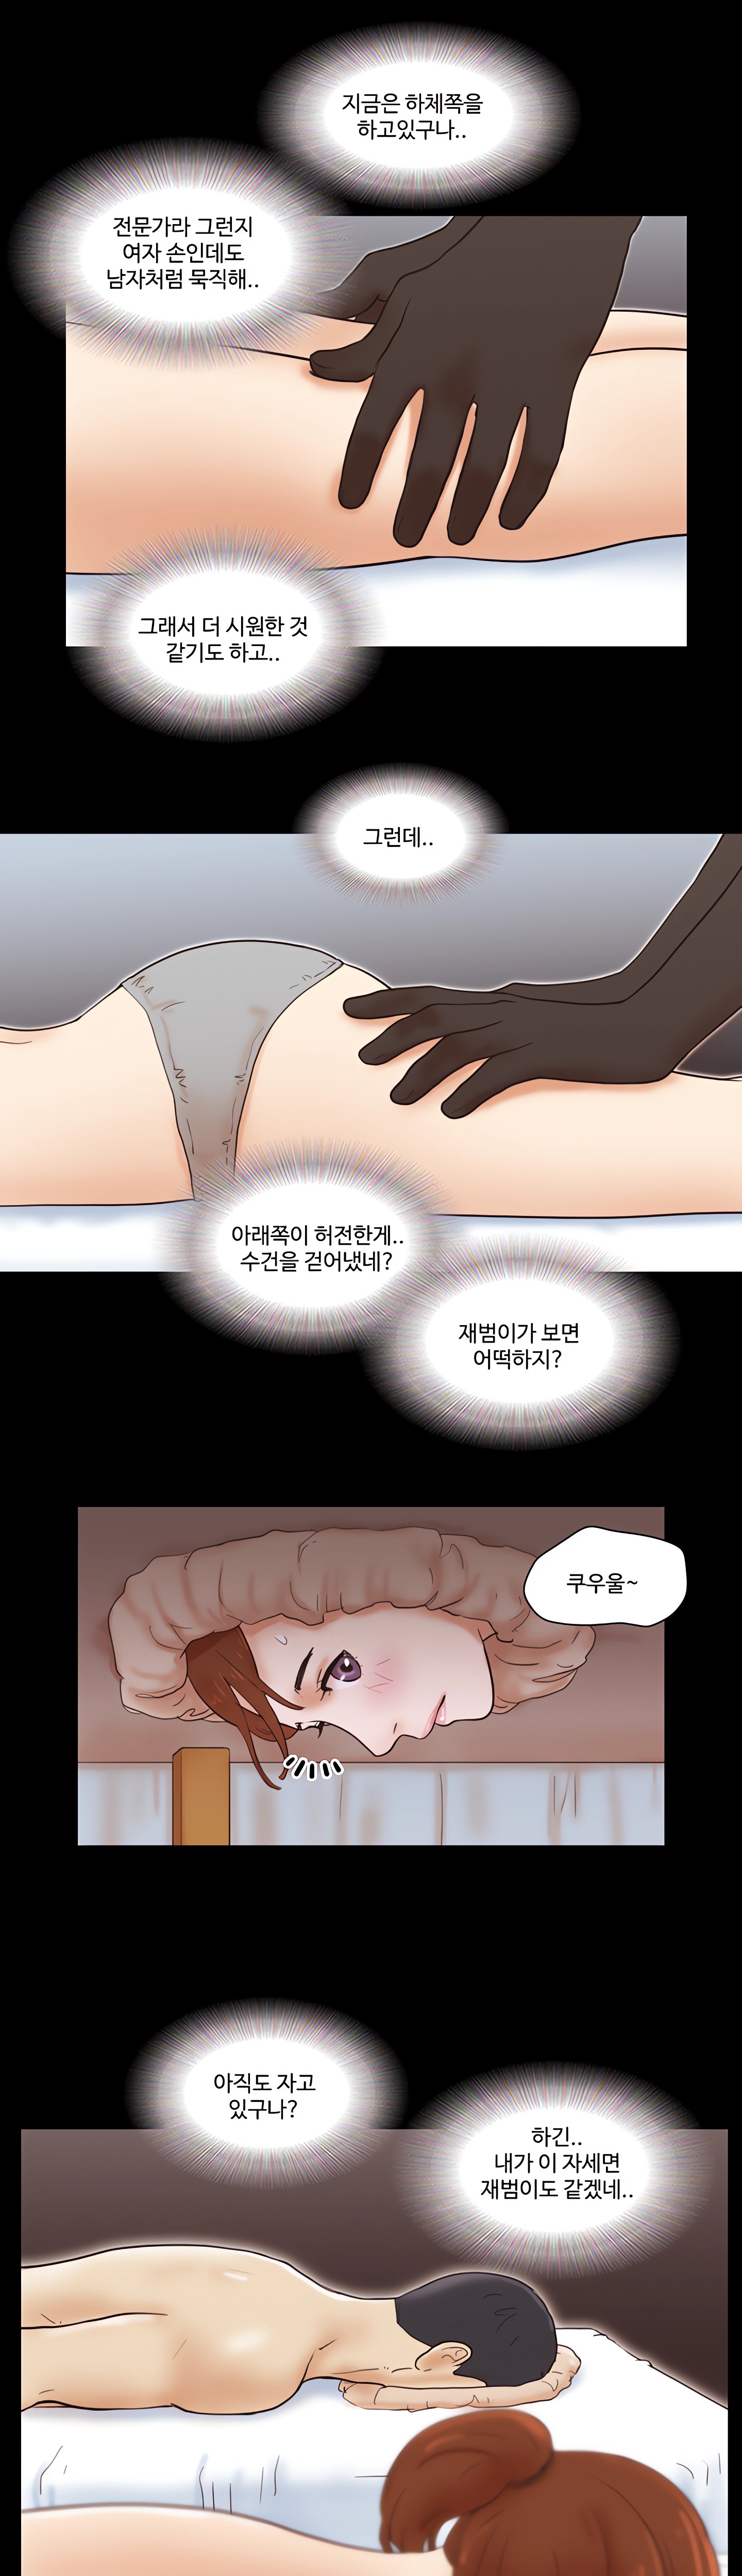 지금은 하체쪽을
하고있구나..
전문가라 그런지
여자 손인데도
남자처럼 묵직해..
그래서 더 시원한 것
같기도 하고..
그런데..
아래쪽이 허전한게..
수건을 걷어냈네?
재범이가 보면
어떡하지?
쿠우울~
아직도 자고
있구나?
하긴..
내가 이 자세면
재범이도 같겠네..